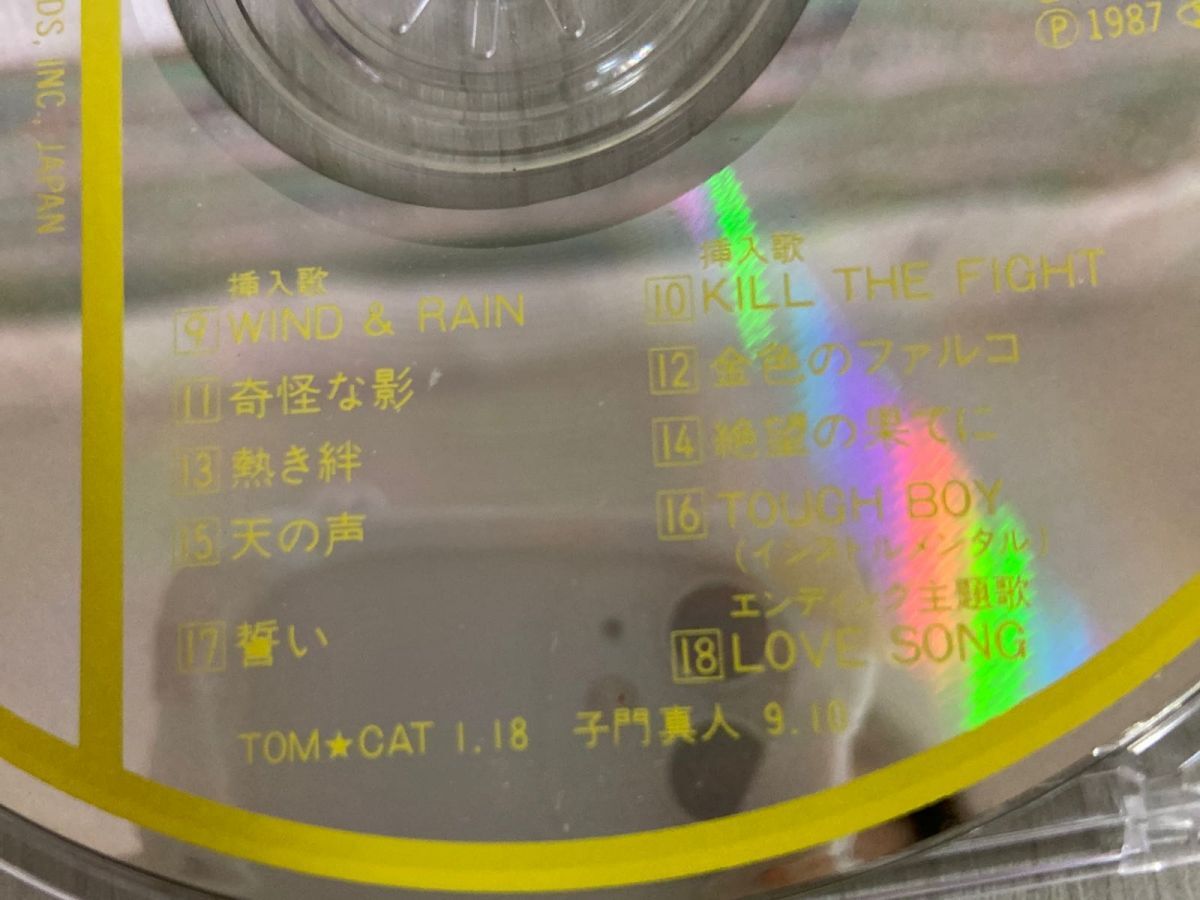 DS, INC., JAPAN
Ⓟ 1987
挿入歌
9 WIND & RAIN
挿入歌
10 KILL THE FIGHT
11 奇怪な影
12 金色のファルコ
13 熱き絆
14 絶望の果てに
15 天の声
16 TOUGH BOY
(インストルメンタル)
17 誓い
エンディング主題歌
18 LOVE SONG
TOM★CAT 1.18 子門真人 9.10